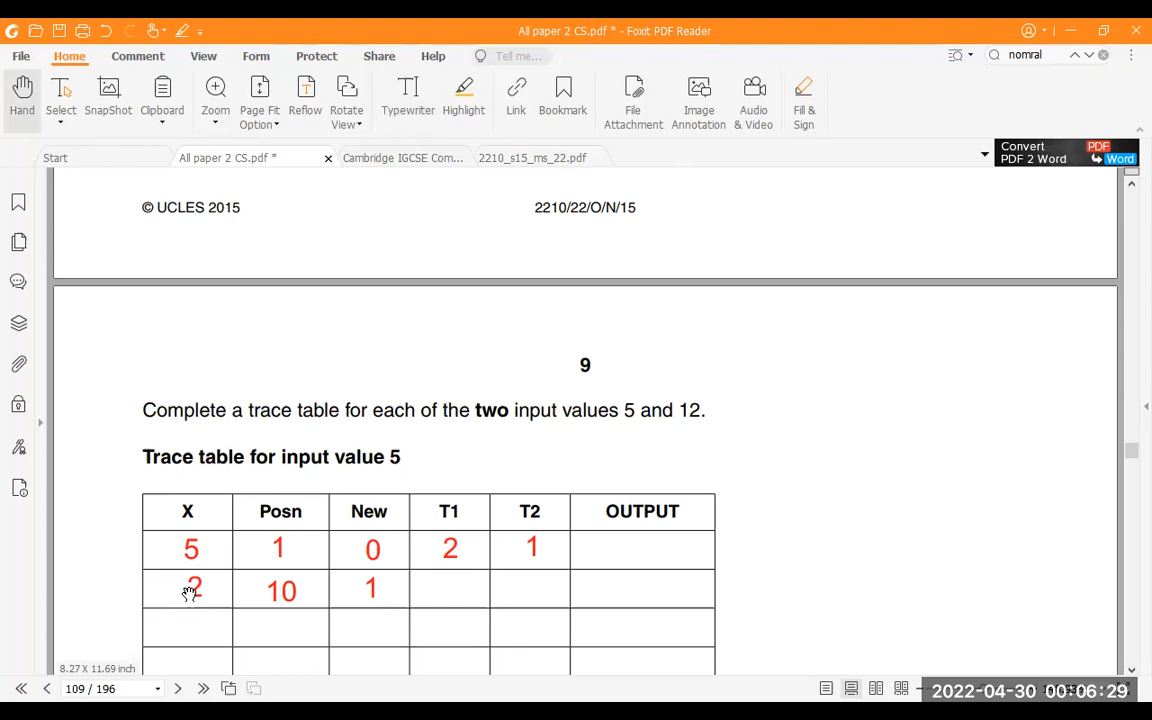 All paper 2 CS.pdf * - Foxit PDF Reader
File Home Comment View Form Protect Share Help Tell me... nomral
Hand Select SnapShot Clipboard Zoom Page Fit Option Reflow Rotate View Typewriter Highlight Link Bookmark File Attachment Image Annotation Audio & Video Fill & Sign
Start All paper 2 CS.pdf * Cambridge IGCSE Com... 2210_s15_ms_22.pdf Convert PDF 2 Word PDF Word
© UCLES 2015 2210/22/O/N/15
9
Complete a trace table for each of the two input values 5 and 12.
Trace table for input value 5
X Posn New T1 T2 OUTPUT
5 1 0 2 1
2 10 1
8.27 X 11.69 inch
109 / 196
2022-04-30 00:06:29